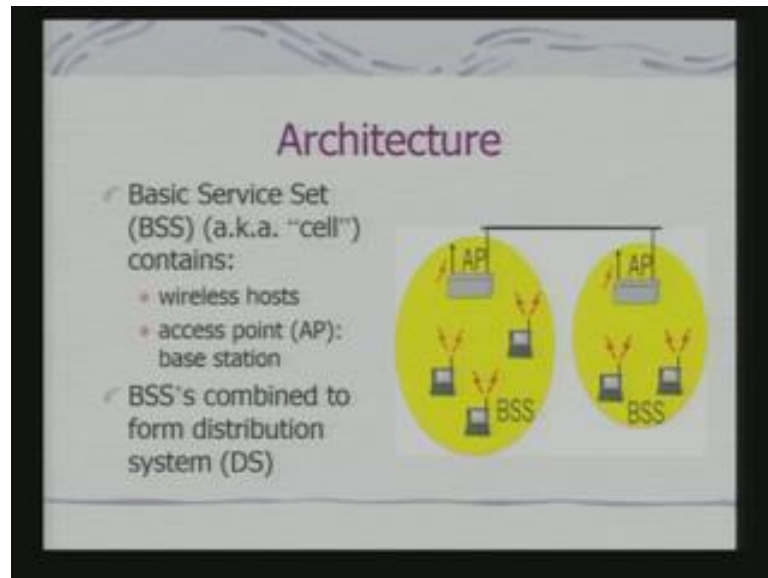 Architecture
Basic Service Set
(BSS) (a.k.a. “cell”)
contains:
wireless hosts
access point (AP):
base station
BSS's combined to
form distribution
system (DS)
AP
AP
BSS
BSS